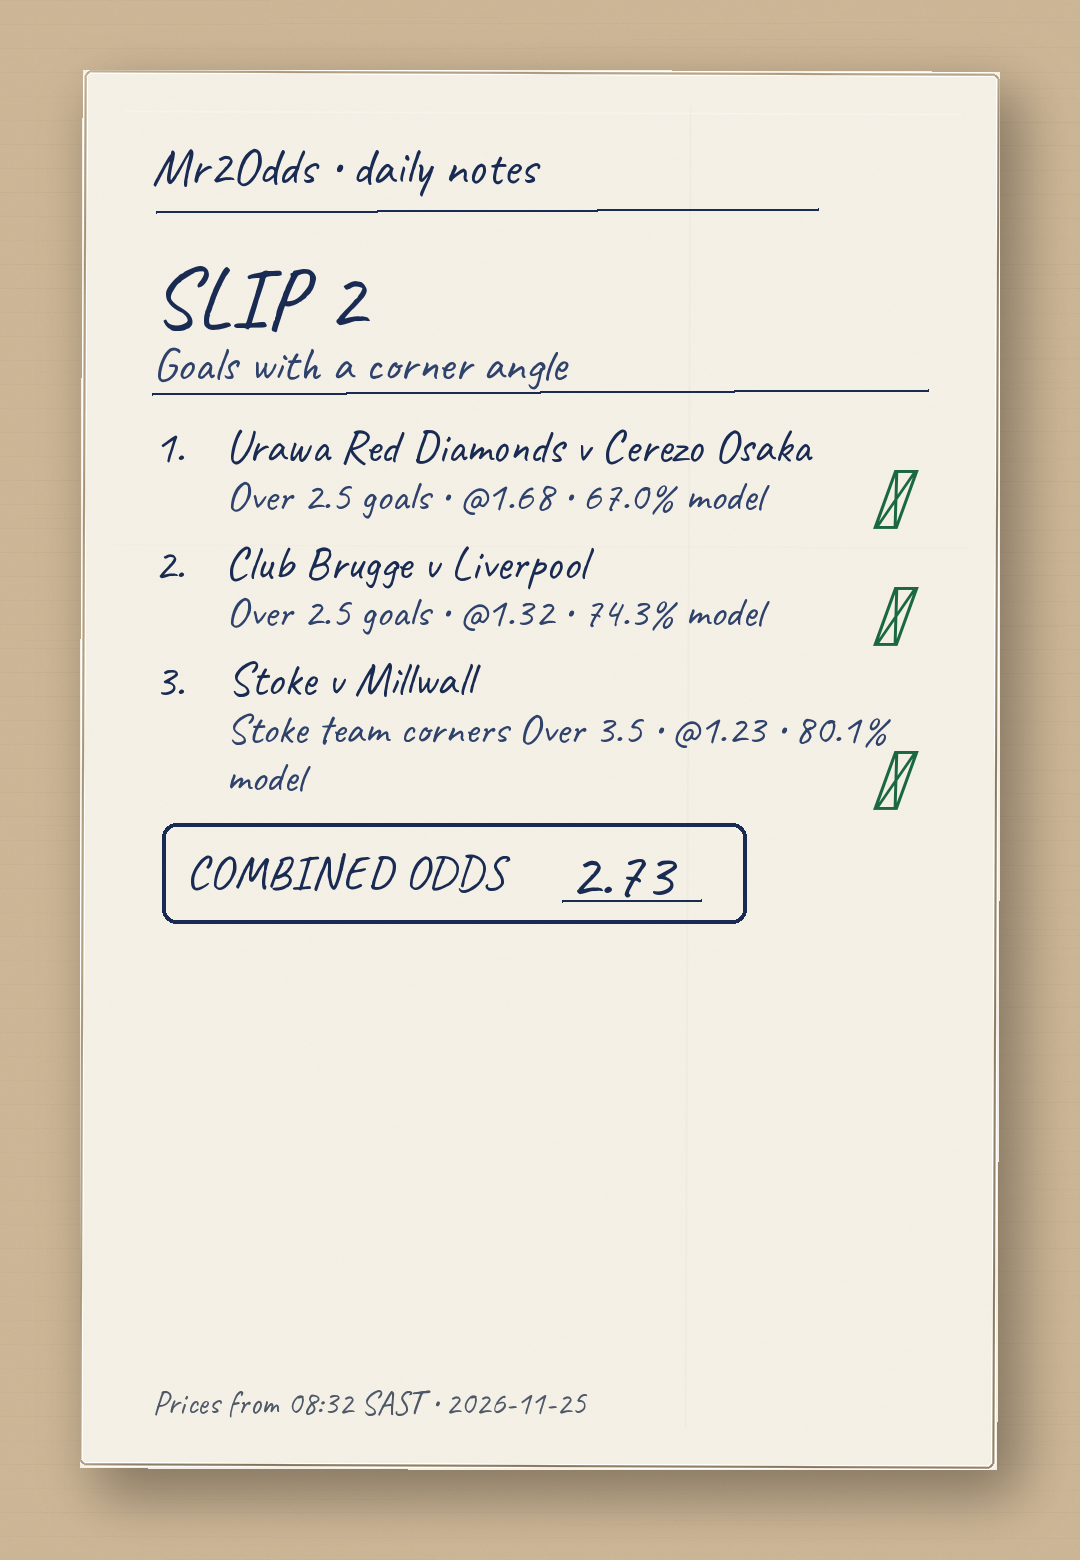 Mr2Odds · daily notes
SLIP 2
Goals with a corner angle
1. Urawa Red Diamonds v Cerezo Osaka
Over 2.5 goals · @1.68 · 67.0% model
2. Club Brugge v Liverpool
Over 2.5 goals · @1.32 · 74.3% model
3. Stoke v Millwall
Stoke team corners Over 3.5 · @1.23 · 80.1%
model
COMBINED ODDS 2.73
Prices from 08:32 SAST · 2026-11-25